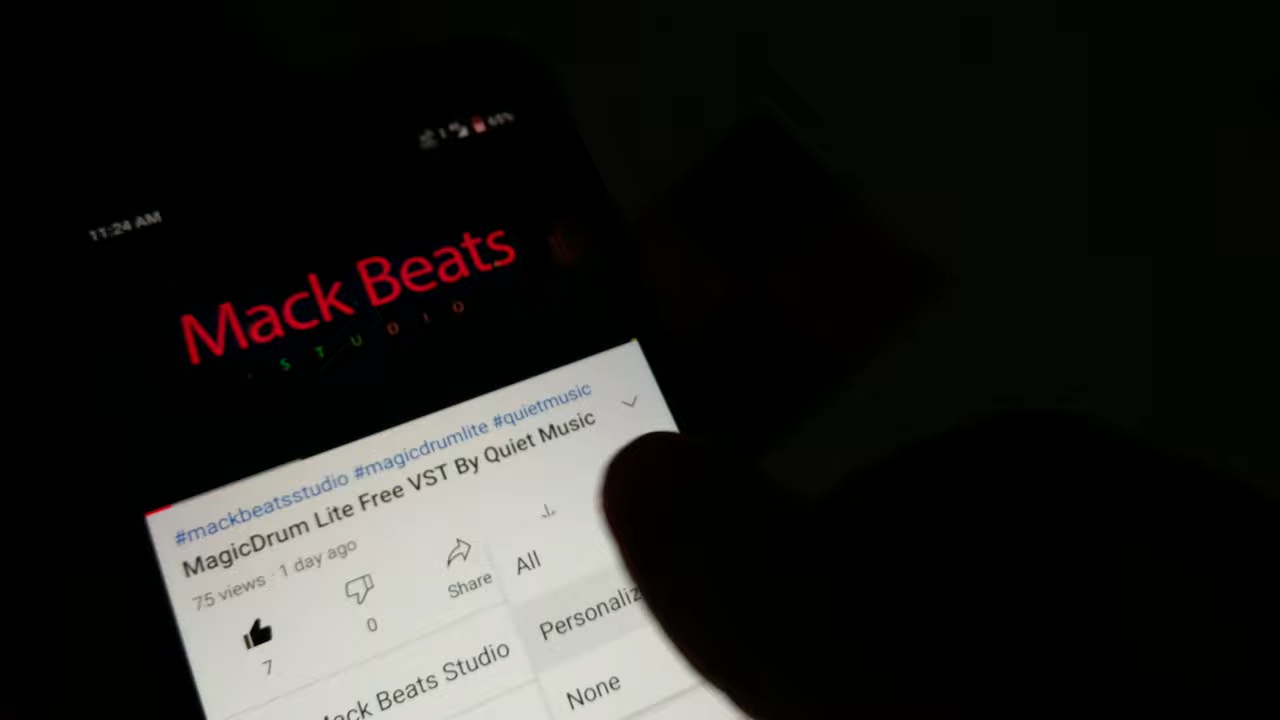 11:24 AM
65%
Mack Beats
STUDIO
#mackbeatsstudio #magicdrumlite #quietmusic
MagicDrum Lite Free VST By Quiet Music
75 views · 1 day ago
7
0
Share
All
Personaliz
None
Mack Beats Studio